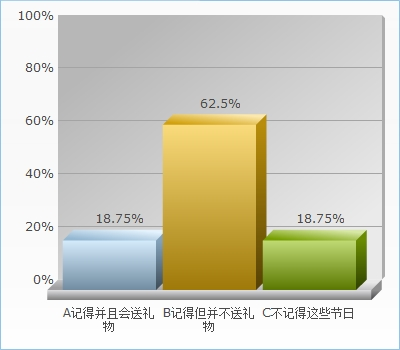 100%
80%
60%
40%
20%
0%
62.5%
18.75%
18.75%
A记得并且会送礼
物
B记得但并不送礼
物
C不记得这些节日